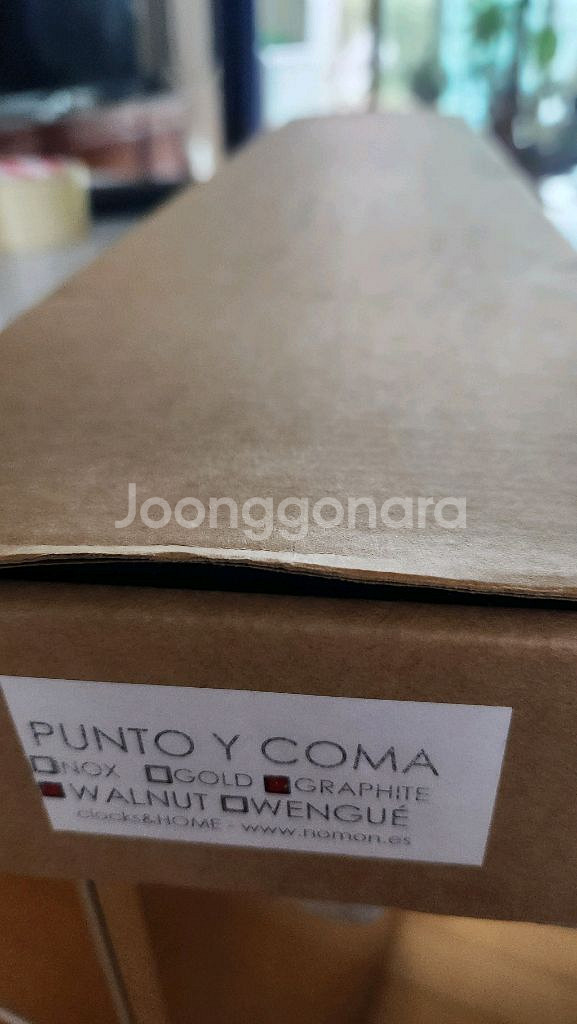 Joonggonara
PUNTO Y COMA
NOX GOLD GRAPHITE
WALNUT WENGUÉ
clocks&HOME - www.nomon.es